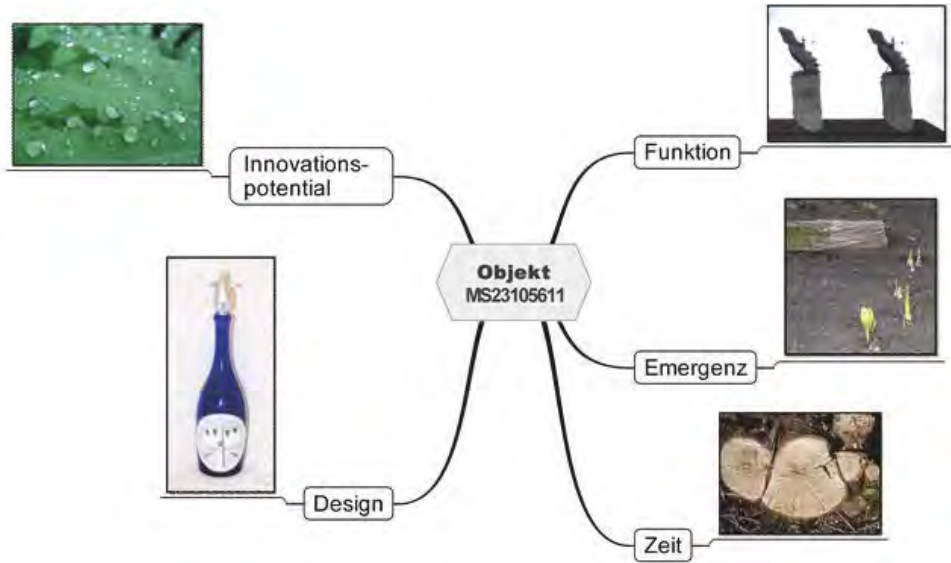 Innovations-
potential
Funktion
Objekt
MS23105611
Emergenz
Design
Zeit